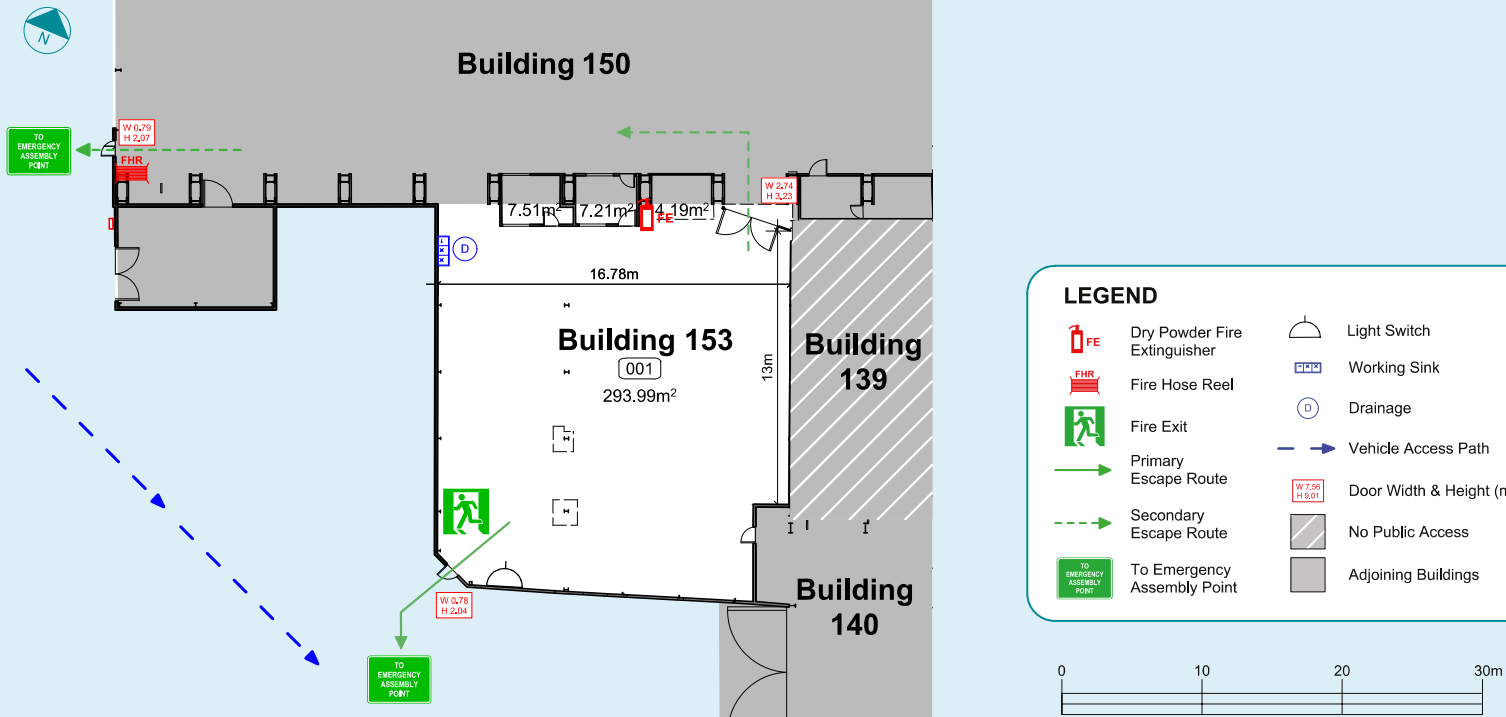 N
Building 150
TO
EMERGENCY
ASSEMBLY
POINT
W 0.79
H 2.07
FHR
W 2.74
H 3.23
7.51m²
7.21m²
4.19m²
FE
D
16.78m
Building 153
001
293.99m²
13m
Building
139
W 0.78
H 2.04
TO
EMERGENCY
ASSEMBLY
POINT
Building
140
LEGEND
FE
Dry Powder Fire
Extinguisher
FHR
Fire Hose Reel
Fire Exit
Primary
Escape Route
Secondary
Escape Route
TO
EMERGENCY
ASSEMBLY
POINT
To Emergency
Assembly Point
Light Switch
Working Sink
D
Drainage
Vehicle Access Path
W 7.56
H 9.01
Door Width & Height (m
No Public Access
Adjoining Buildings
0 10 20 30m